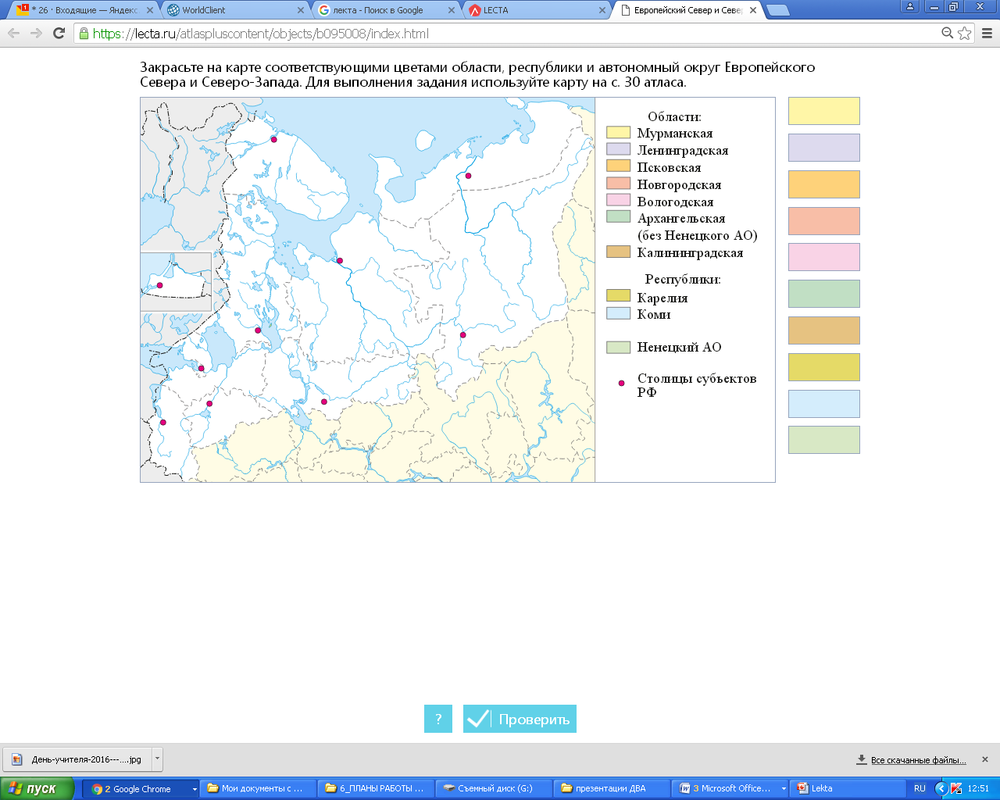 * 26 · Входящие — Яндекс
WorldClient
лекта - Поиск в Google
LECTA
Европейский Север и Севе
https://lecta.ru/atlaspluscontent/objects/b095008/index.html
Закрасьте на карте соответствующими цветами области, республики и автономный округ Европейского
Севера и Северо-Запада. Для выполнения задания используйте карту на с. 30 атласа.
Области:
Мурманская
Ленинградская
Псковская
Новгородская
Вологодская
Архангельская
(без Ненецкого АО)
Калининградская
Республики:
Карелия
Коми
Ненецкий АО
Столицы субъектов
РФ
?
Проверить
День-учителя-2016---....jpg
Все скачанные файлы...
пуск
2 Google Chrome
Мои документы с ...
6_ПЛАНЫ РАБОТЫ ...
Съемный диск (G:)
презентации ДВА
3 Microsoft Office...
Lekta
RU
12:51